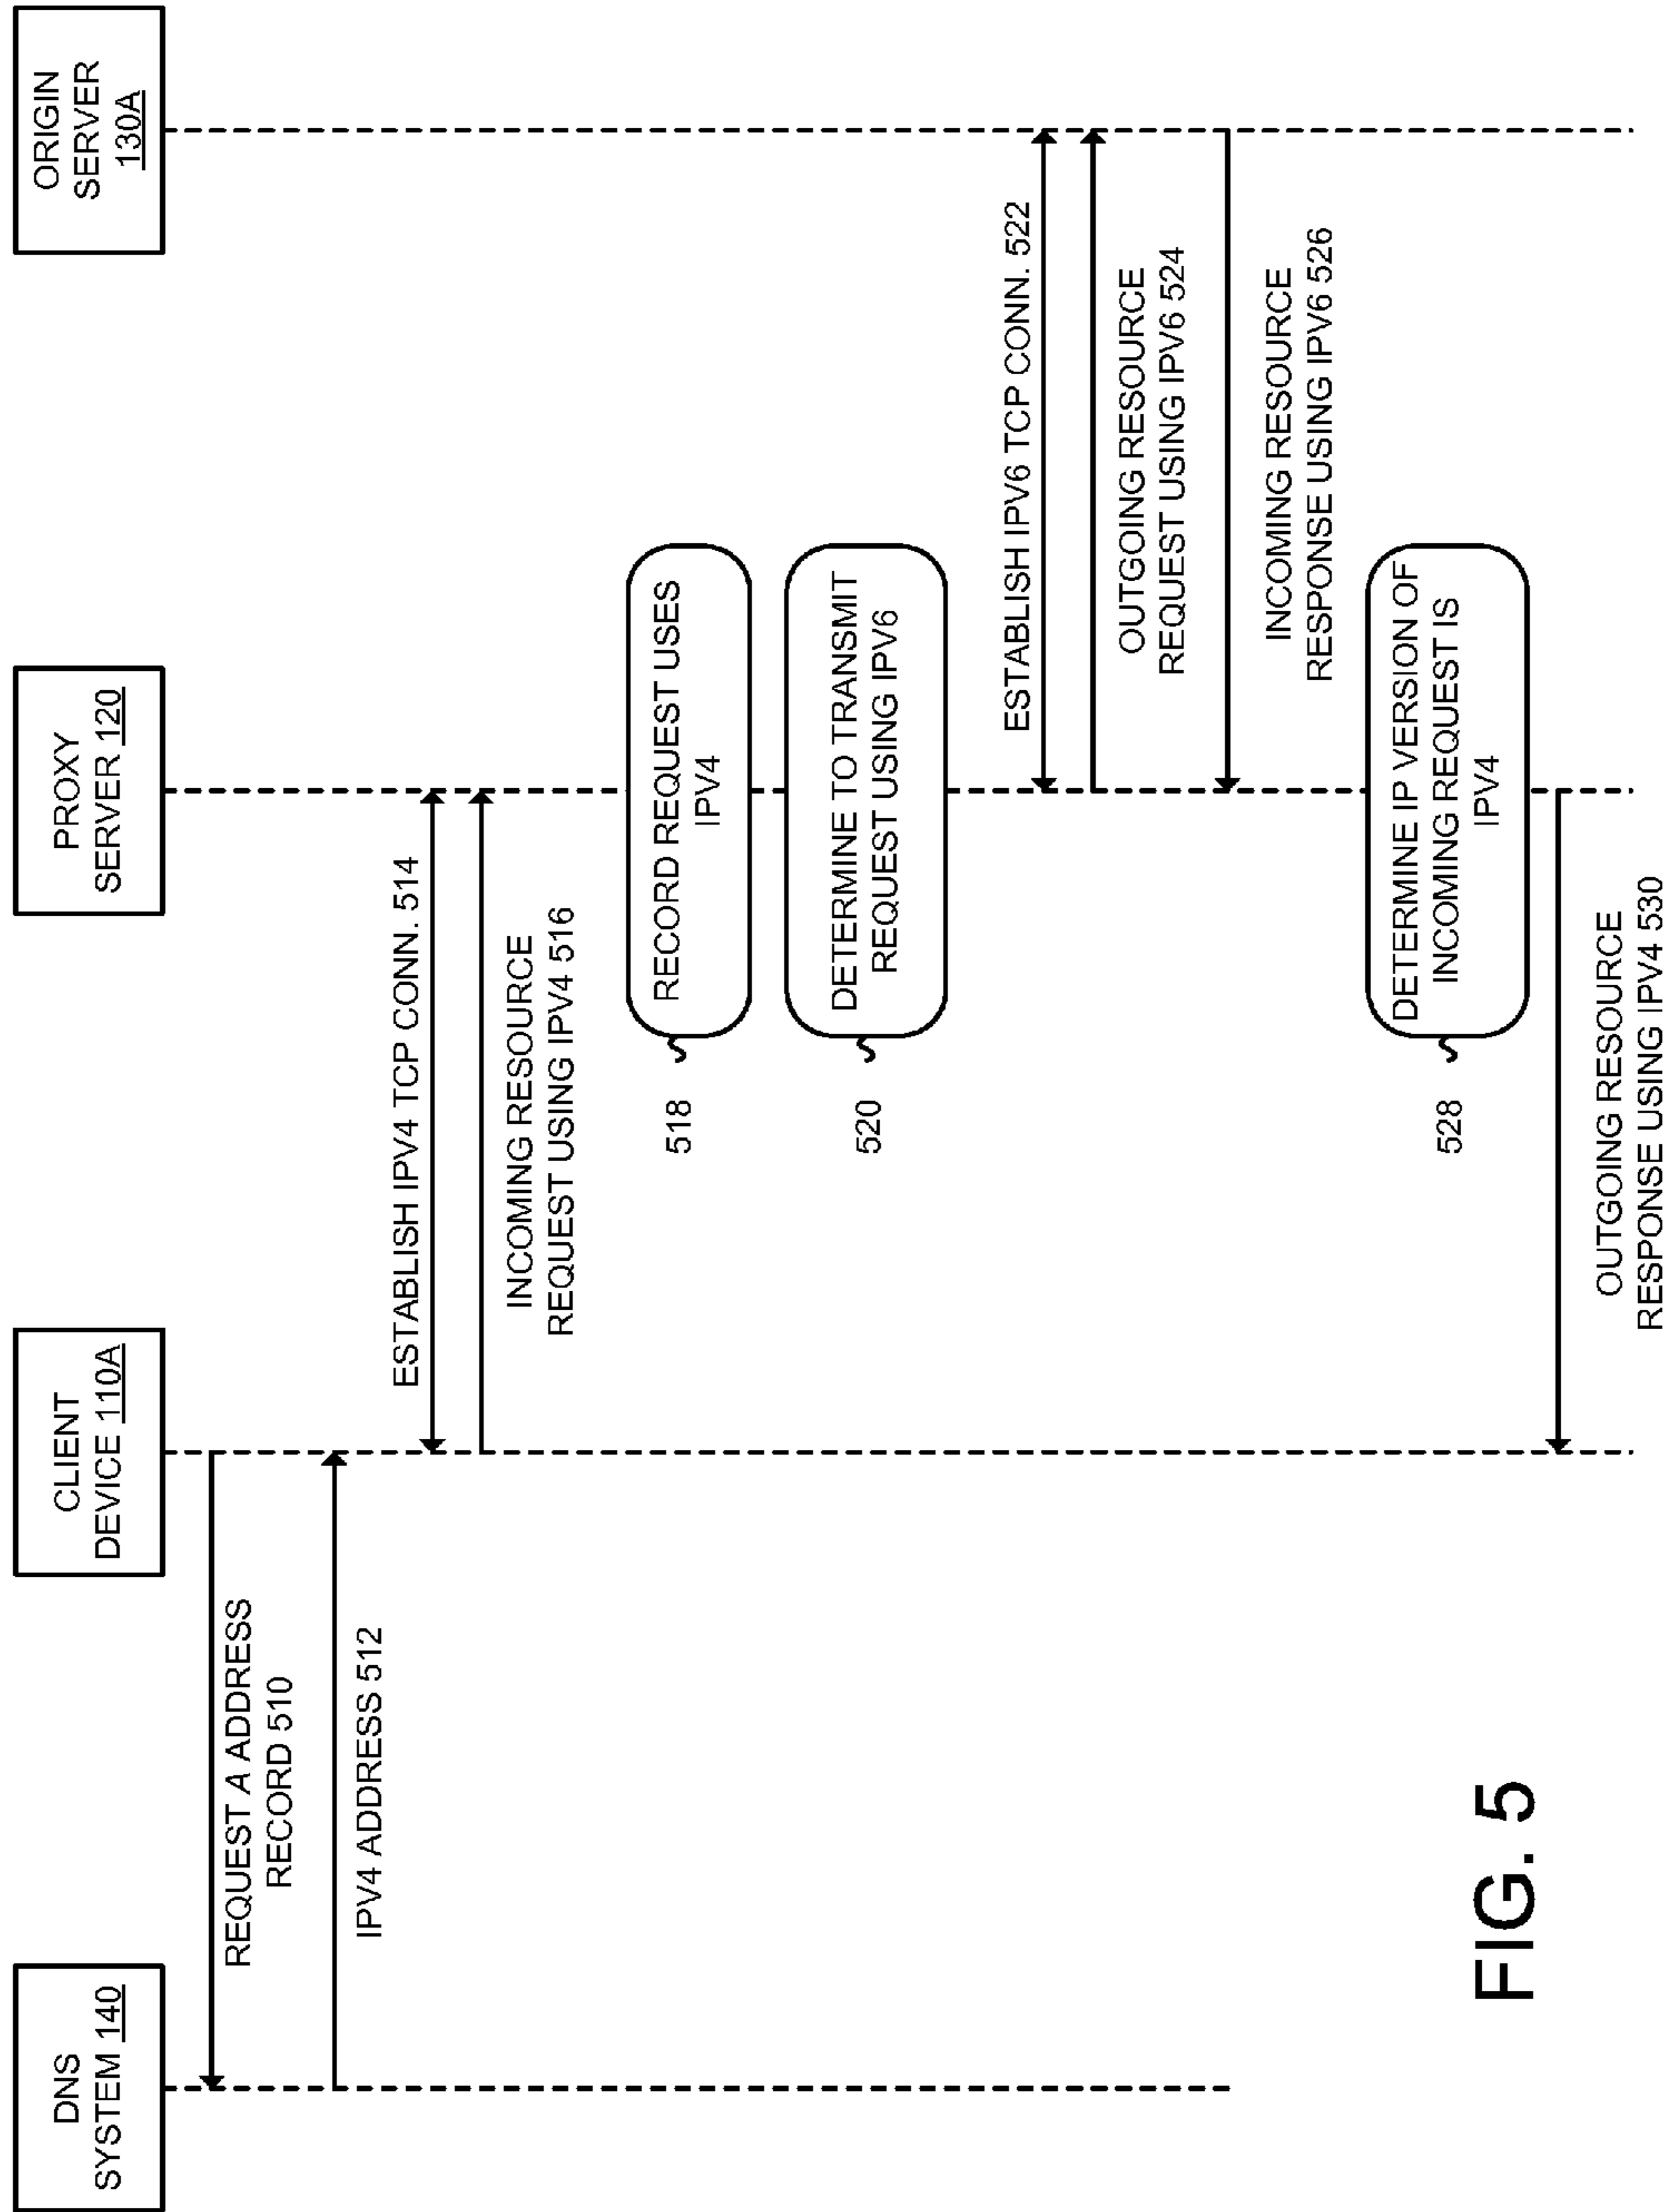 DNS
SYSTEM 140
CLIENT
DEVICE 110A
PROXY
SERVER 120
ORIGIN
SERVER
130A
REQUEST A ADDRESS
RECORD 510
IPV4 ADDRESS 512
ESTABLISH IPV4 TCP CONN. 514
INCOMING RESOURCE
REQUEST USING IPV4 516
518
RECORD REQUEST USES
IPV4
520
DETERMINE TO TRANSMIT
REQUEST USING IPV6
ESTABLISH IPV6 TCP CONN. 522
OUTGOING RESOURCE
REQUEST USING IPV6 524
INCOMING RESOURCE
RESPONSE USING IPV6 526
528
DETERMINE IP VERSION OF
INCOMING REQUEST IS
IPV4
OUTGOING RESOURCE
RESPONSE USING IPV4 530
FIG. 5